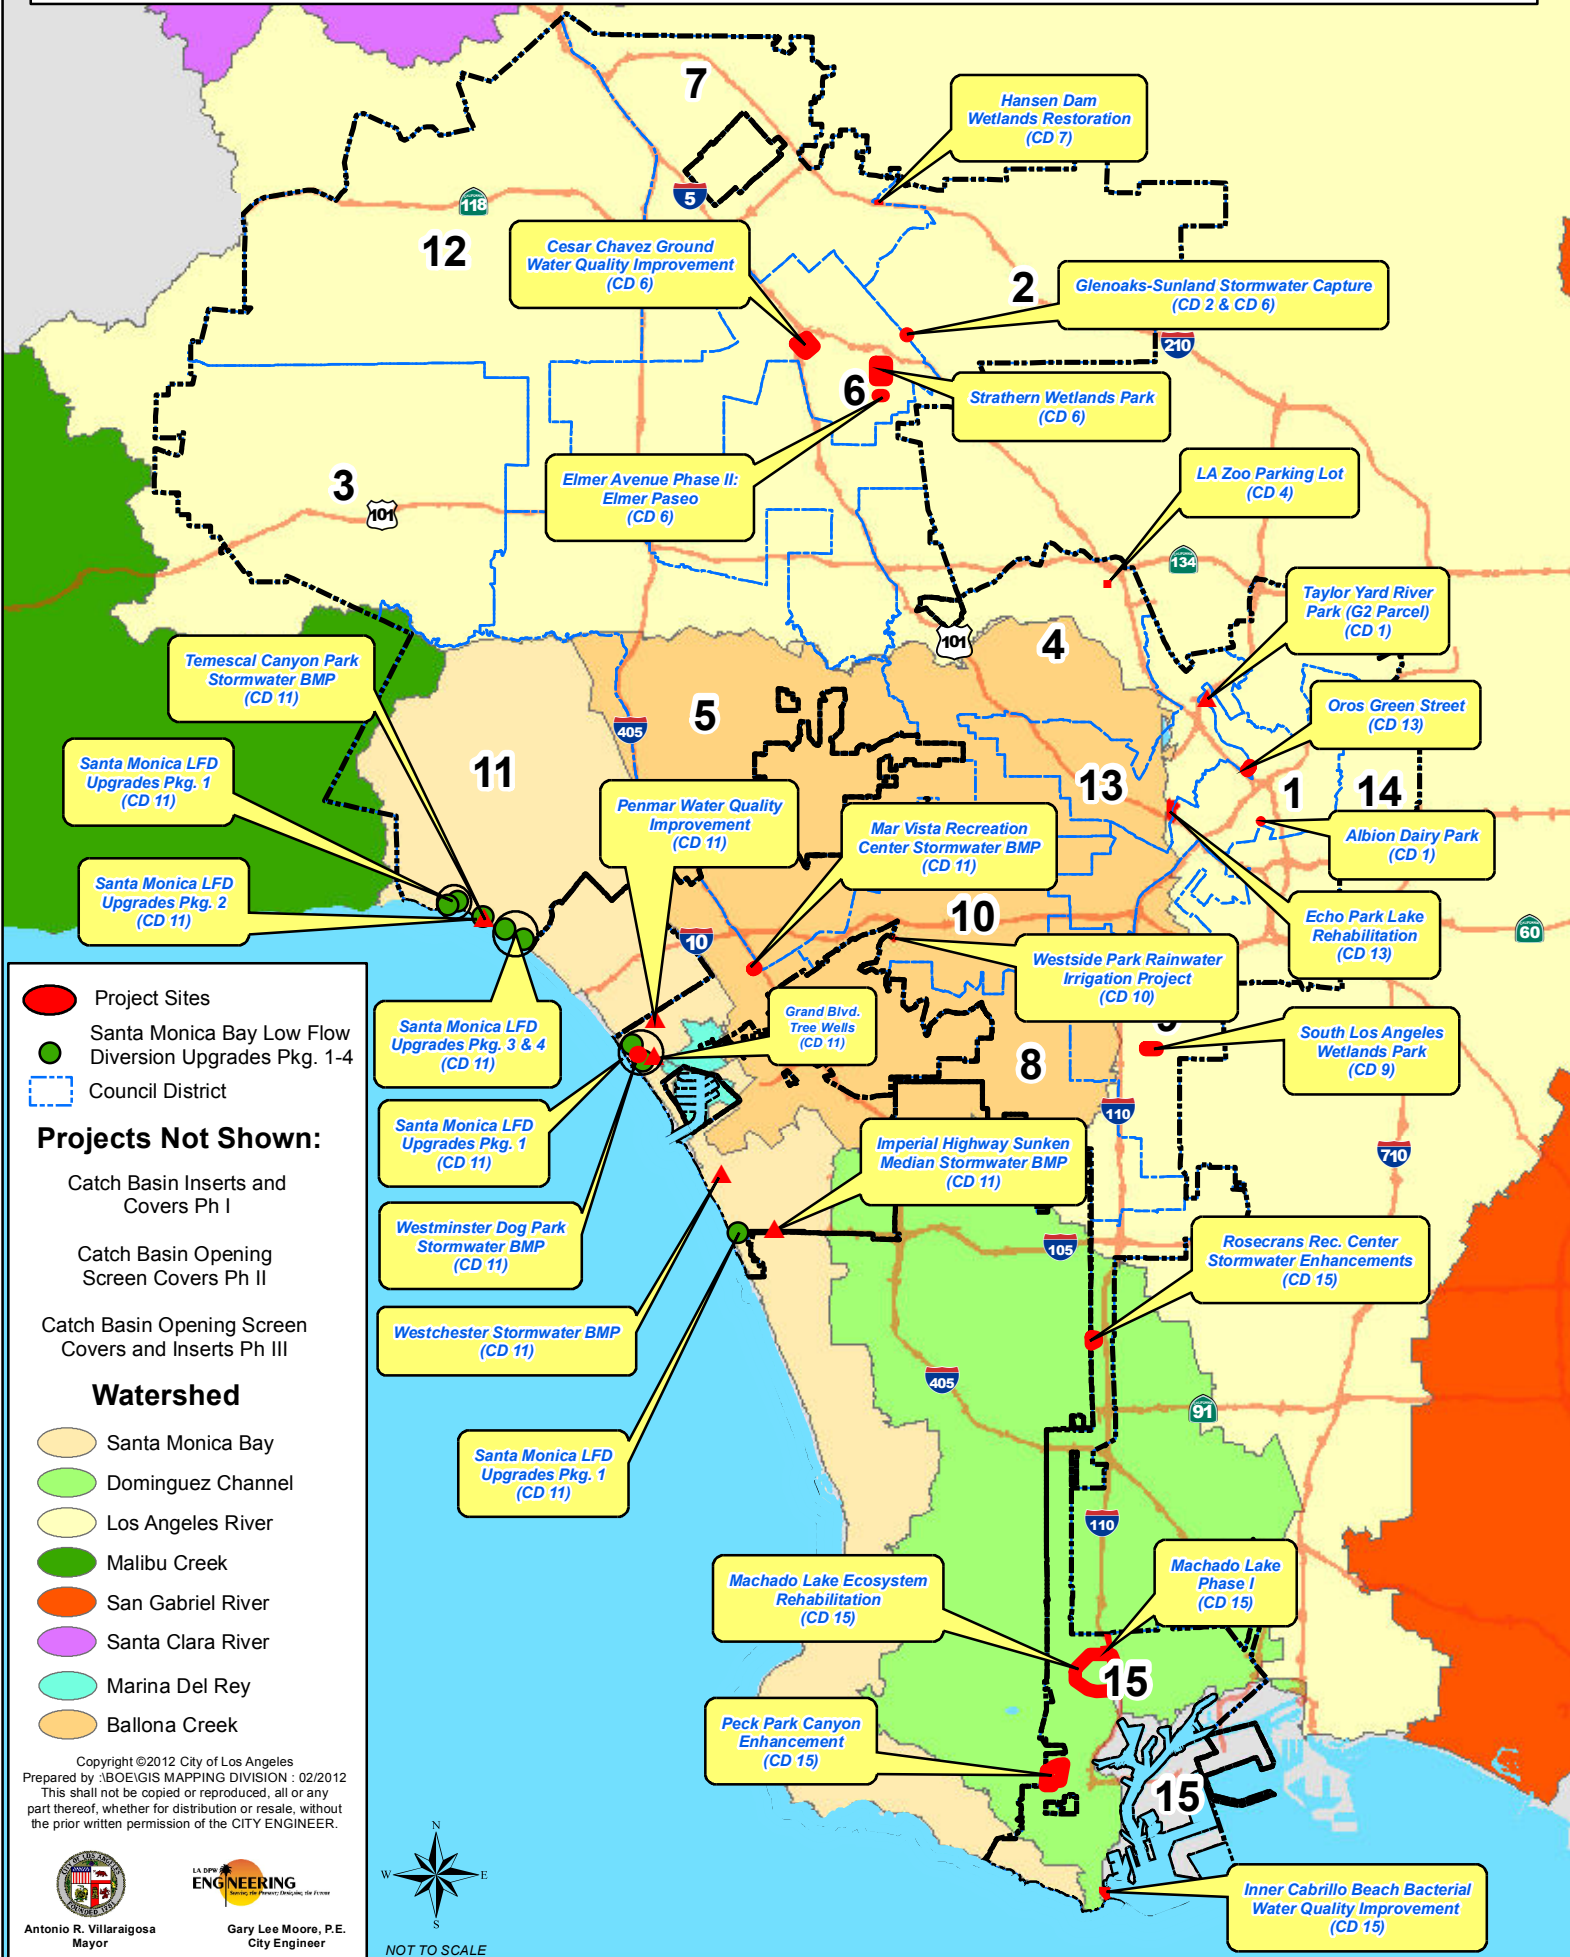 7
Hansen Dam
Wetlands Restoration
(CD 7)
5
118
12
Cesar Chavez Ground
Water Quality Improvement
(CD 6)
2
Glenoaks-Sunland Stormwater Capture
(CD 2 & CD 6)
210
6
Strathern Wetlands Park
(CD 6)
3
101
Elmer Avenue Phase II:
Elmer Paseo
(CD 6)
LA Zoo Parking Lot
(CD 4)
134
Taylor Yard River
Park (G2 Parcel)
(CD 1)
101
4
Temescal Canyon Park
Stormwater BMP
(CD 11)
5
405
Oros Green Street
(CD 13)
Santa Monica LFD
Upgrades Pkg. 1
(CD 11)
11
13
1
14
Penmar Water Quality
Improvement
(CD 11)
Mar Vista Recreation
Center Stormwater BMP
(CD 11)
Albion Dairy Park
(CD 1)
Santa Monica LFD
Upgrades Pkg. 2
(CD 11)
10
10
Echo Park Lake
Rehabilitation
(CD 13)
60
Westside Park Rainwater
Irrigation Project
(CD 10)
Santa Monica LFD
Upgrades Pkg. 3 & 4
(CD 11)
Grand Blvd.
Tree Wells
(CD 11)
9
South Los Angeles
Wetlands Park
(CD 9)
8
110
Santa Monica LFD
Upgrades Pkg. 1
(CD 11)
Imperial Highway Sunken
Median Stormwater BMP
(CD 11)
710
Westminster Dog Park
Stormwater BMP
(CD 11)
105
Rosecrans Rec. Center
Stormwater Enhancements
(CD 15)
Westchester Stormwater BMP
(CD 11)
405
91
Santa Monica LFD
Upgrades Pkg. 1
(CD 11)
110
Machado Lake Ecosystem
Rehabilitation
(CD 15)
Machado Lake
Phase I
(CD 15)
15
Peck Park Canyon
Enhancement
(CD 15)
15
Inner Cabrillo Beach Bacterial
Water Quality Improvement
(CD 15)
Project Sites
Santa Monica Bay Low Flow
Diversion Upgrades Pkg. 1-4
Council District
Projects Not Shown:
Catch Basin Inserts and
Covers Ph I
Catch Basin Opening
Screen Covers Ph II
Catch Basin Opening Screen
Covers and Inserts Ph III
Watershed
Santa Monica Bay
Dominguez Channel
Los Angeles River
Malibu Creek
San Gabriel River
Santa Clara River
Marina Del Rey
Ballona Creek
Copyright ©2012 City of Los Angeles
Prepared by :\BOE\GIS MAPPING DIVISION : 02/2012
This shall not be copied or reproduced, all or any
part thereof, whether for distribution or resale, without
the prior written permission of the CITY ENGINEER.
LA DPW
ENGINEERING
Antonio R. Villaraigosa
Mayor
Gary Lee Moore, P.E.
City Engineer
N
W
E
S
NOT TO SCALE